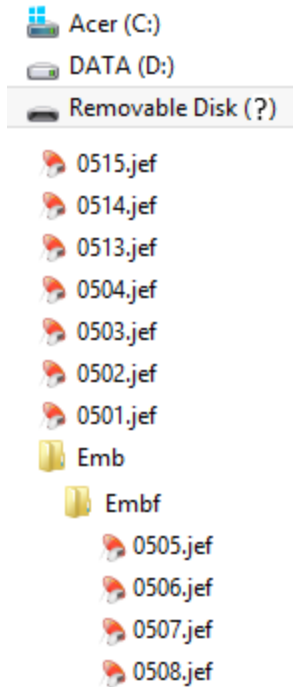 Acer (C:)
DATA (D:)
Removable Disk (?)
0515.jef
0514.jef
0513.jef
0504.jef
0503.jef
0502.jef
0501.jef
Emb
Embf
0505.jef
0506.jef
0507.jef
0508.jef